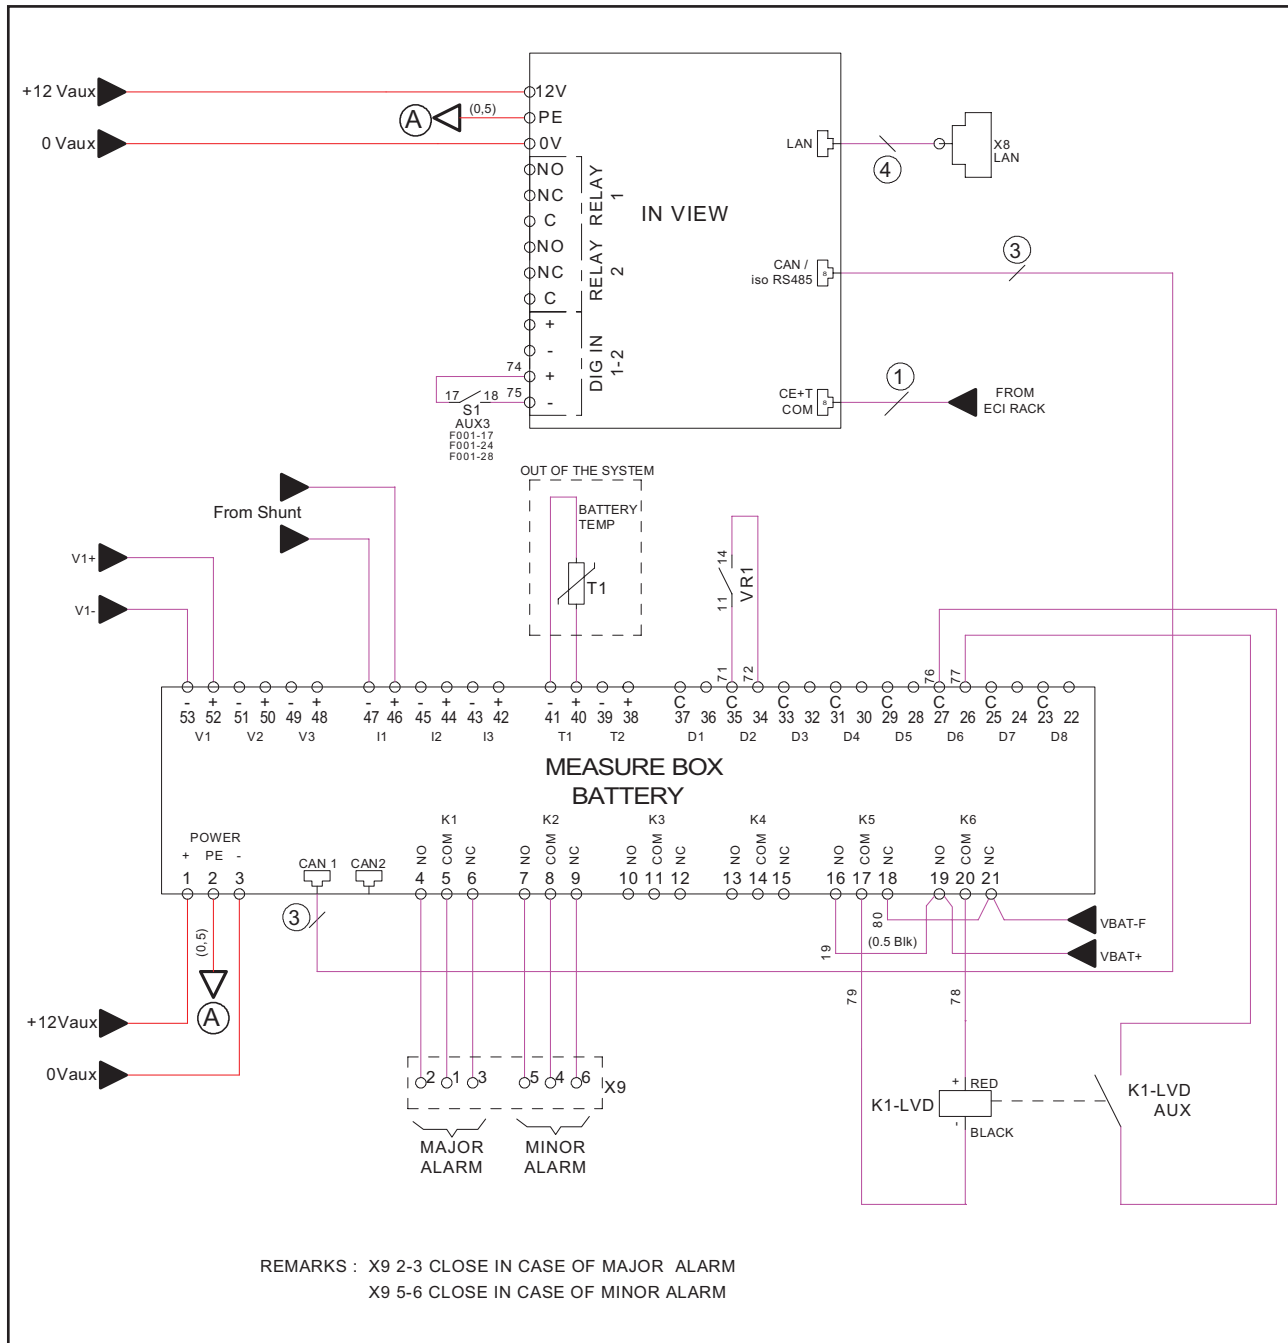 +12 Vaux
0 Vaux
A
(0,5)
12V
PE
0V
NO
NC
C
RELAY 1
NO
NC
C
RELAY 2
+
-
+
-
DIG IN
1-2
74
75
17
18
S1
AUX3
F001-17
F001-24
F001-28
IN VIEW
LAN
4
X8
LAN
CAN /
iso RS485
8
3
CE+T
COM
8
1
FROM
ECI RACK
From Shunt
V1+
V1-
OUT OF THE SYSTEM
BATTERY
TEMP
T1
14
11
VR1
71
72
76
77
- + - + - + - + - + - + - + - + C C C C C C C C
53 52 51 50 49 48 47 46 45 44 43 42 41 40 39 38 37 36 35 34 33 32 31 30 29 28 27 26 25 24 23 22
V1 V2 V3 I1 I2 I3 T1 T2 D1 D2 D3 D4 D5 D6 D7 D8
MEASURE BOX
BATTERY
POWER
+ PE -
1 2 3
CAN 1
CAN2
K1 K2 K3 K4 K5 K6
NO COM NC NO COM NC NO COM NC NO COM NC NO COM NC NO COM NC
4 5 6 7 8 9 10 11 12 13 14 15 16 17 18 19 20 21
3
(0,5)
A
+12Vaux
0Vaux
19
80
(0.5 Blk)
VBAT-F
VBAT+
79
78
2 1 3 5 4 6
X9
MAJOR
ALARM
MINOR
ALARM
K1-LVD
+
RED
-
BLACK
K1-LVD
AUX
REMARKS : X9 2-3 CLOSE IN CASE OF MAJOR ALARM
X9 5-6 CLOSE IN CASE OF MINOR ALARM